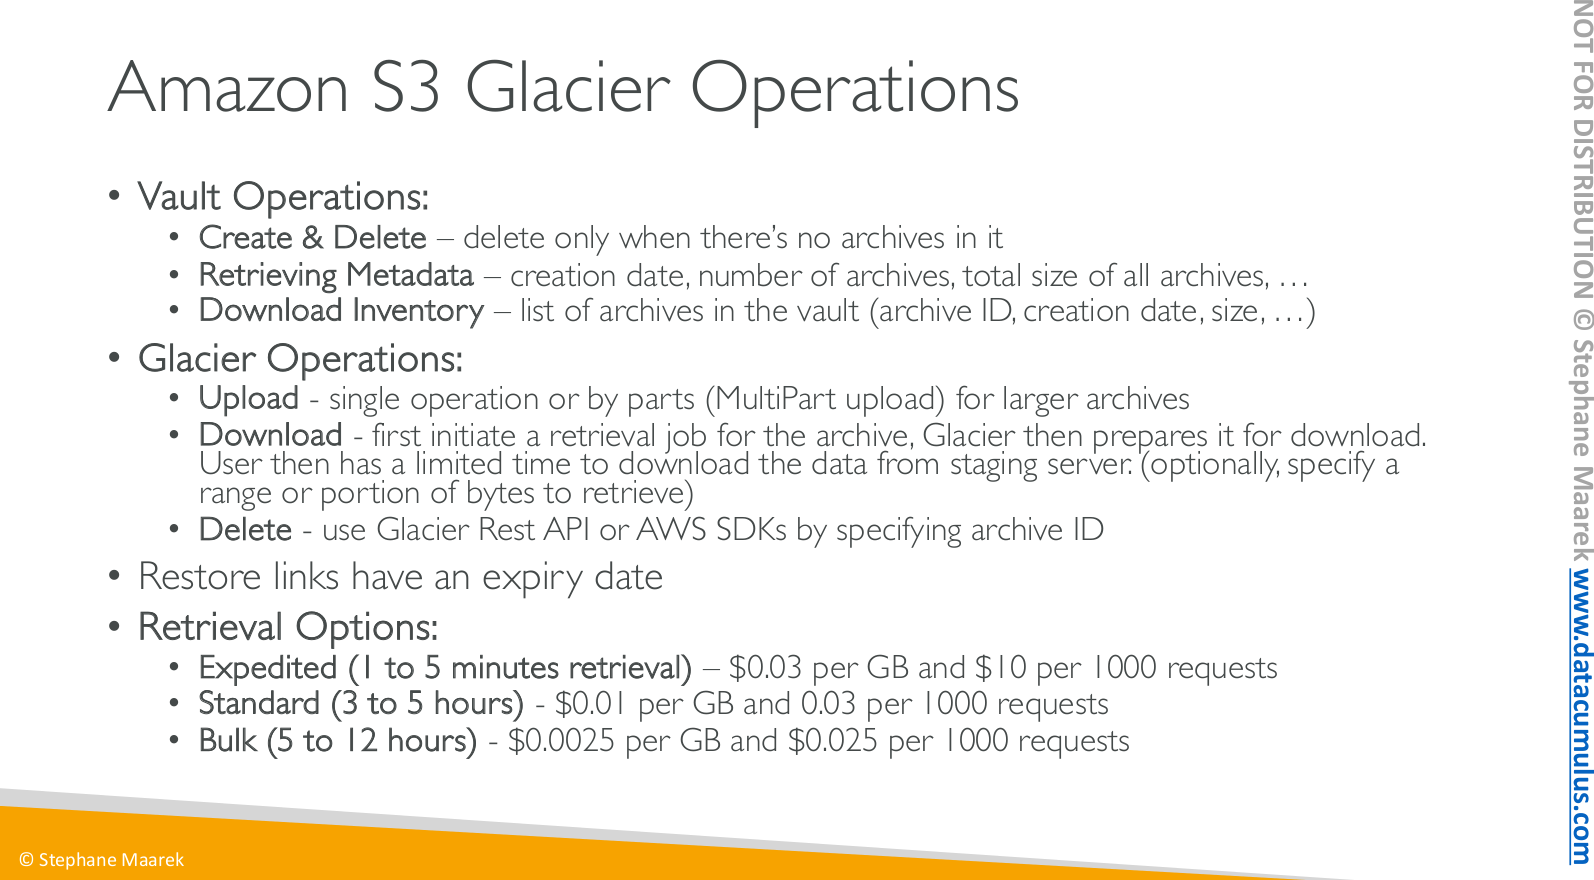 Amazon S3 Glacier Operations
• Vault Operations:
• Create & Delete – delete only when there’s no archives in it
• Retrieving Metadata – creation date, number of archives, total size of all archives, …
• Download Inventory – list of archives in the vault (archive ID, creation date, size, …)
• Glacier Operations:
• Upload - single operation or by parts (MultiPart upload) for larger archives
• Download - first initiate a retrieval job for the archive, Glacier then prepares it for download.
User then has a limited time to download the data from staging server. (optionally, specify a
range or portion of bytes to retrieve)
• Delete - use Glacier Rest API or AWS SDKs by specifying archive ID
• Restore links have an expiry date
• Retrieval Options:
• Expedited (1 to 5 minutes retrieval) – $0.03 per GB and $10 per 1000 requests
• Standard (3 to 5 hours) - $0.01 per GB and 0.03 per 1000 requests
• Bulk (5 to 12 hours) - $0.0025 per GB and $0.025 per 1000 requests
© Stephane Maarek
NOT FOR DISTRIBUTION © Stephane Maarek www.datacumulus.com